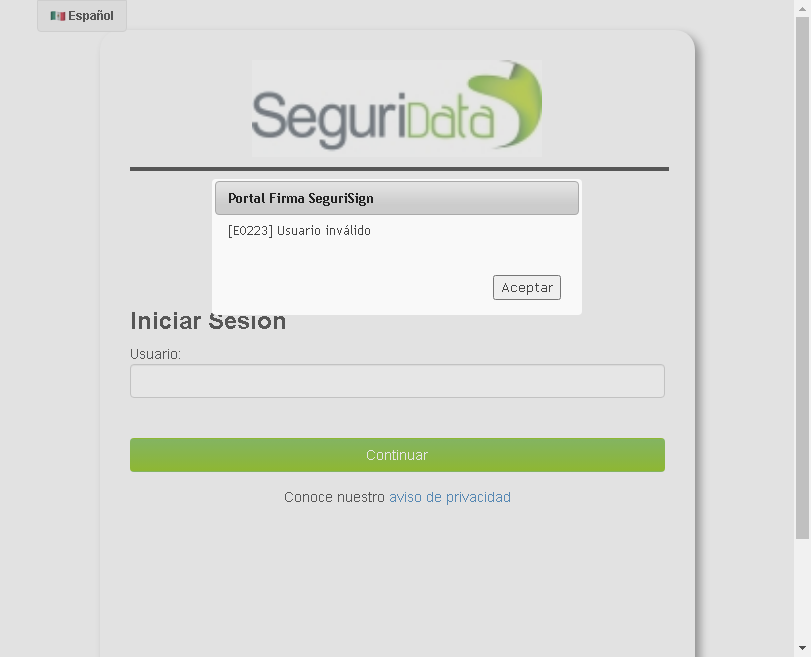 Español
SeguriData
Portal Firma SeguriSign
[E0223] Usuario inválido
Aceptar
Iniciar Sesión
Usuario:
Continuar
Conoce nuestro aviso de privacidad